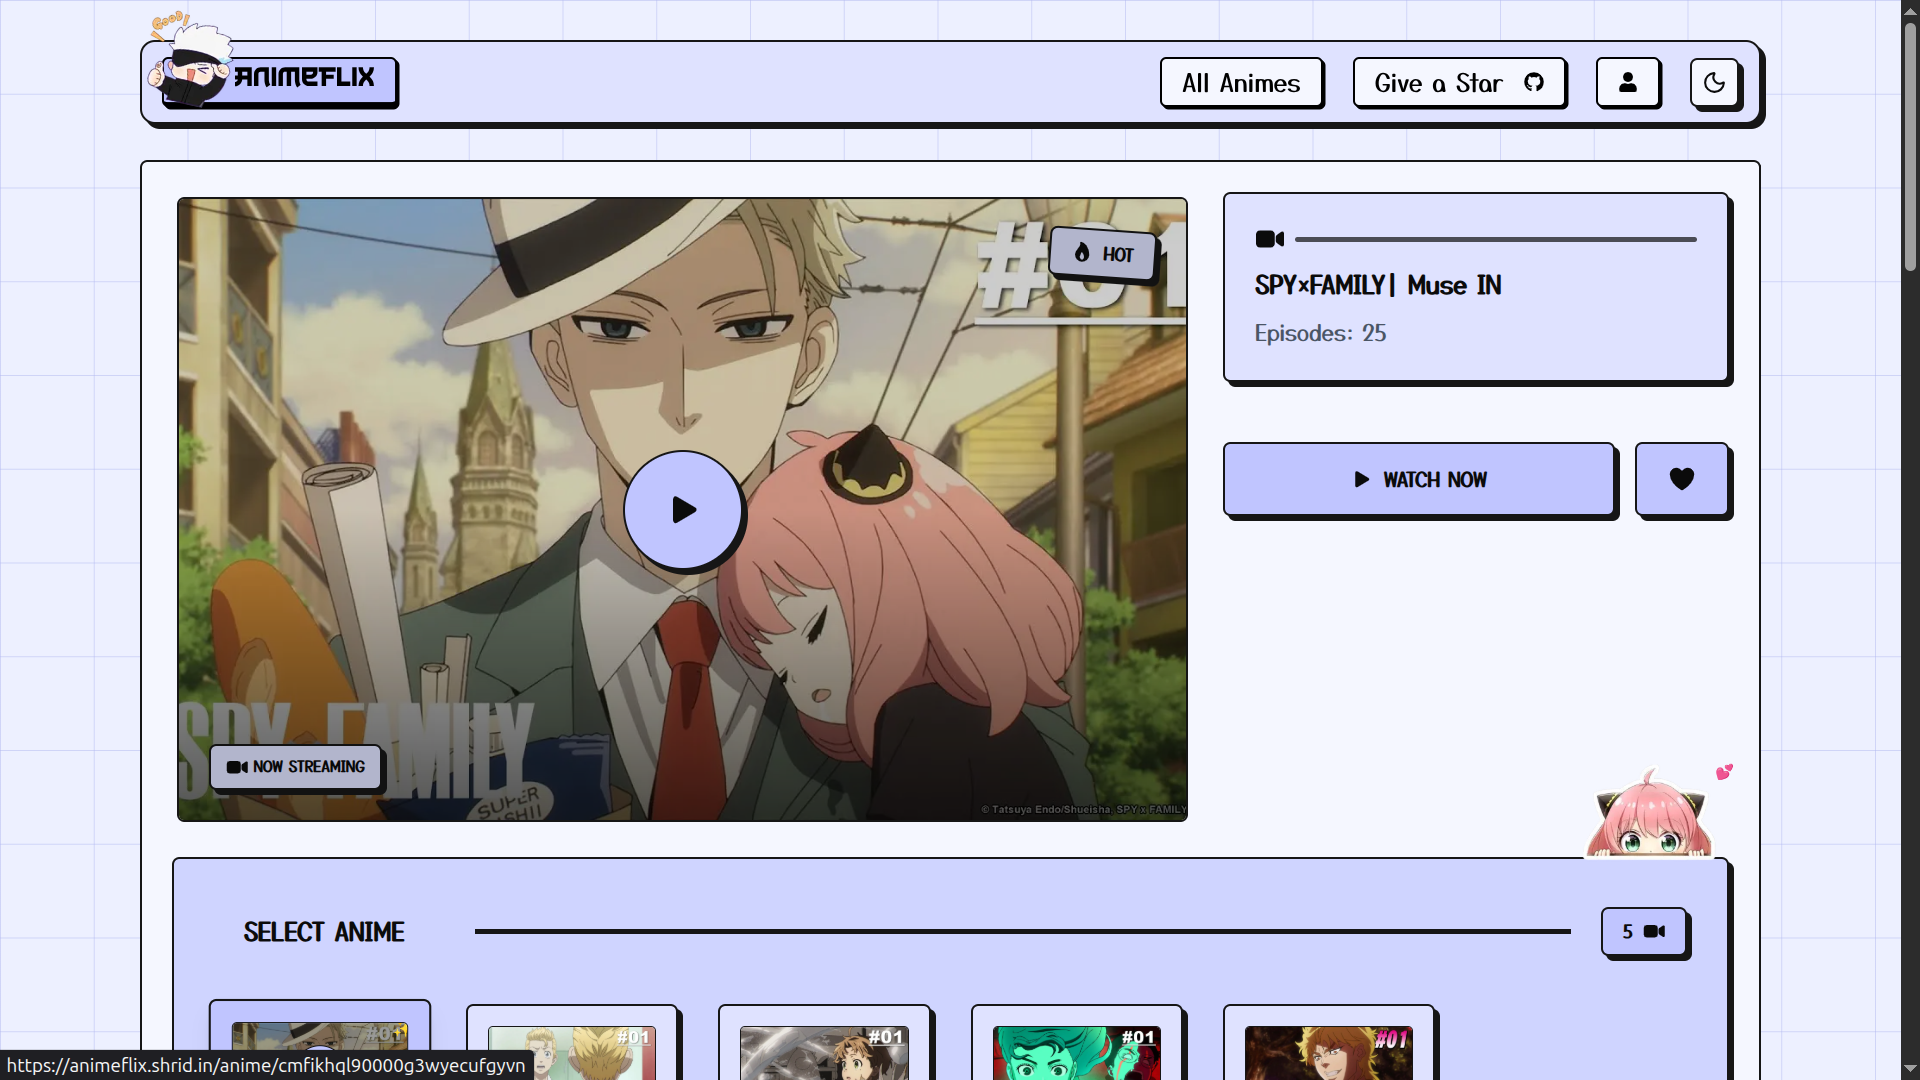 GOOD!
ANIMEFLIX
All Animes
Give a Star
#01
HOT
SPY×FAMILY| Muse IN
Episodes: 25
WATCH NOW
SPY×FAMILY
NOW STREAMING
SUPER
© Tatsuya Endo/Shueisha, SPY x FAMILY
SELECT ANIME
5
#01
#01
#01
#01
#01
https://animeflix.shrid.in/anime/cmfikhql90000g3wyecufgyvn